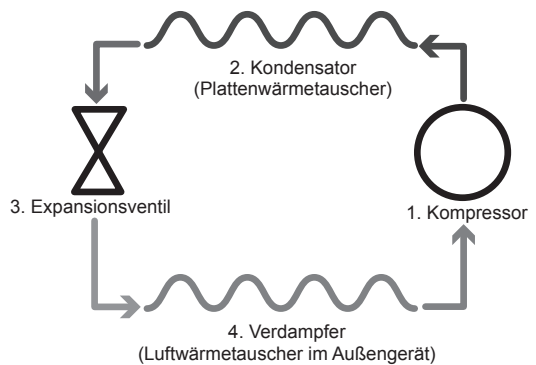 2. Kondensator
(Plattenwärmetauscher)
3. Expansionsventil
1. Kompressor
4. Verdampfer
(Luftwärmetauscher im Außengerät)